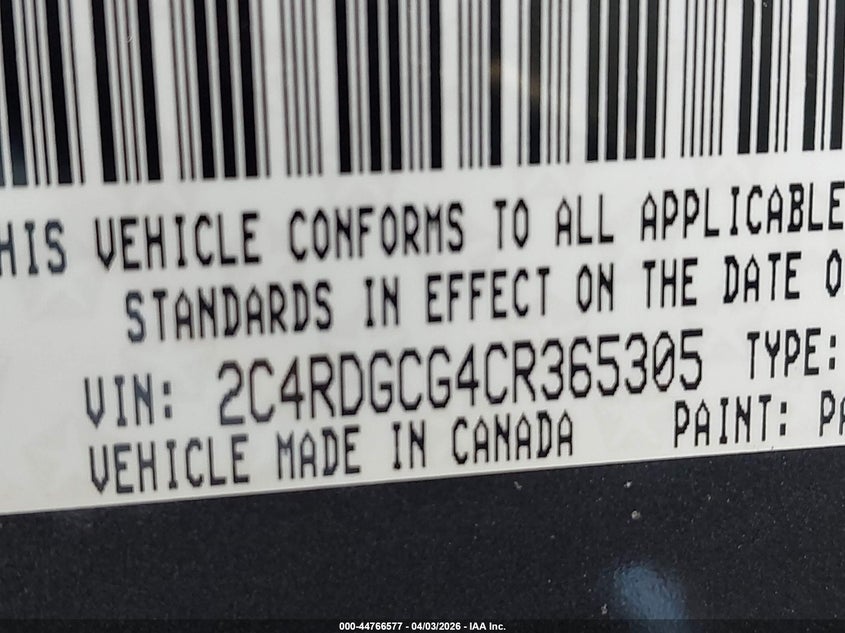 HIS VEHICLE CONFORMS TO ALL APPLICABLE
STANDARDS IN EFFECT ON THE DATE O
VIN: 2C4RDGCG4CR365305 TYPE:
VEHICLE MADE IN CANADA PAINT: PA
000-44766577 - 04/03/2026 - IAA Inc.